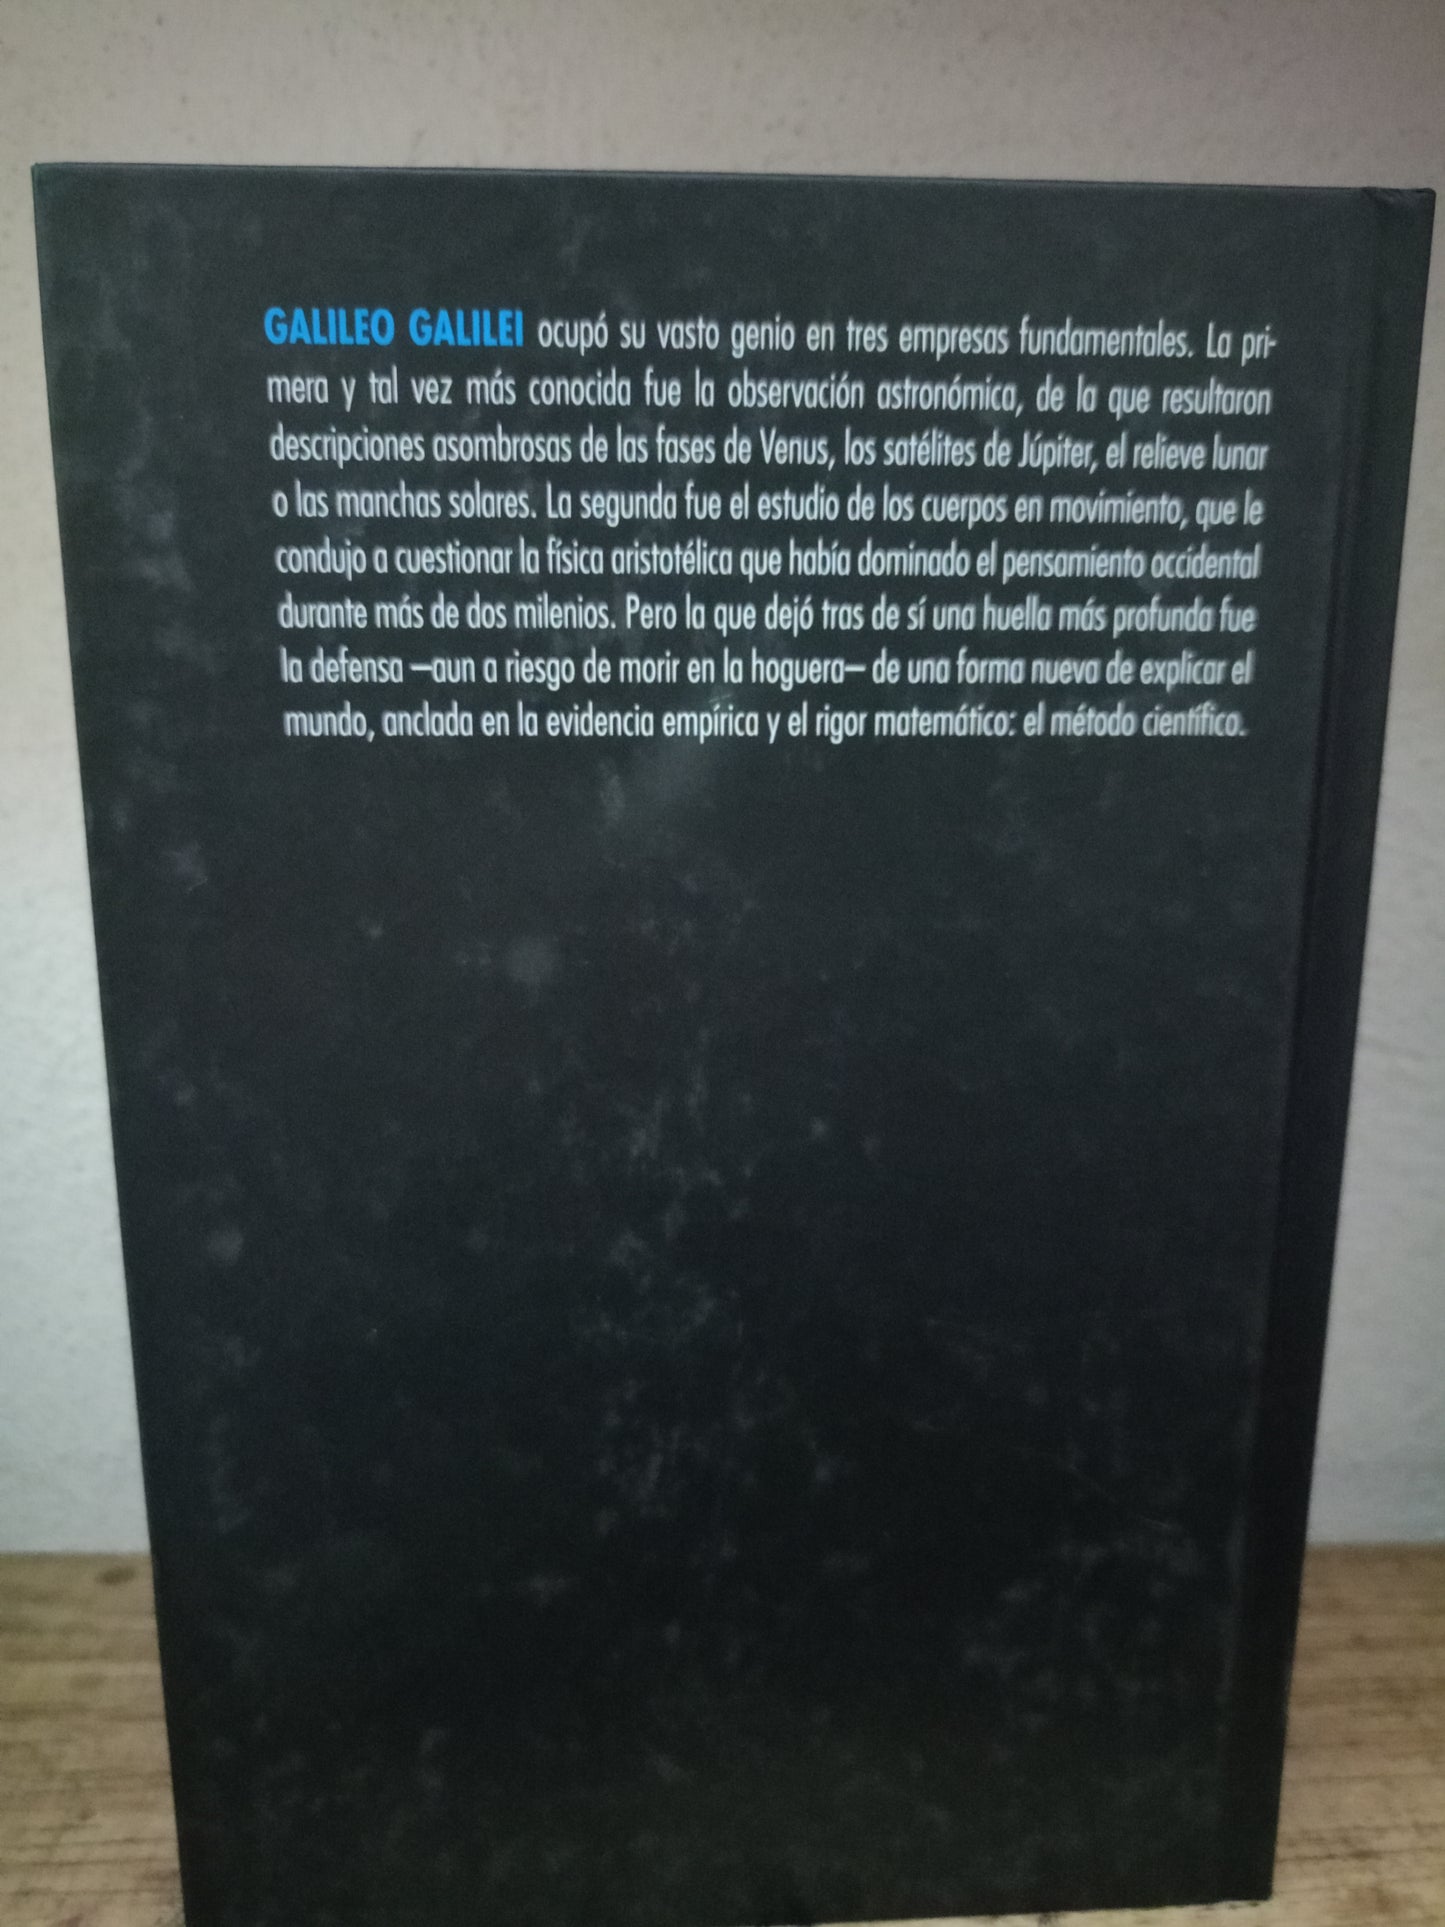 GALILEO GALILEI ocupó su vasto genio en tres empresas fundamentales. La pri-
mera y tal vez más conocida fue la observación astronómica, de la que resultaron
descripciones asombrosas de las fases de Venus, los satélites de Júpiter, el relieve lunar
o las manchas solares. La segunda fue el estudio de los cuerpos en movimiento, que le
condujo a cuestionar la física aristotélica que había dominado el pensamiento occidental
durante más de dos milenios. Pero la que dejó tras de sí una huella más profunda fue
la defensa —aun a riesgo de morir en la hoguera— de una forma nueva de explicar el
mundo, anclada en la evidencia empírica y el rigor matemático: el método científico.